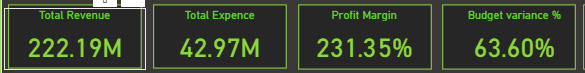 Total Revenue
222.19M
Total Expence
42.97M
Profit Margin
231.35%
Budget variance %
63.60%